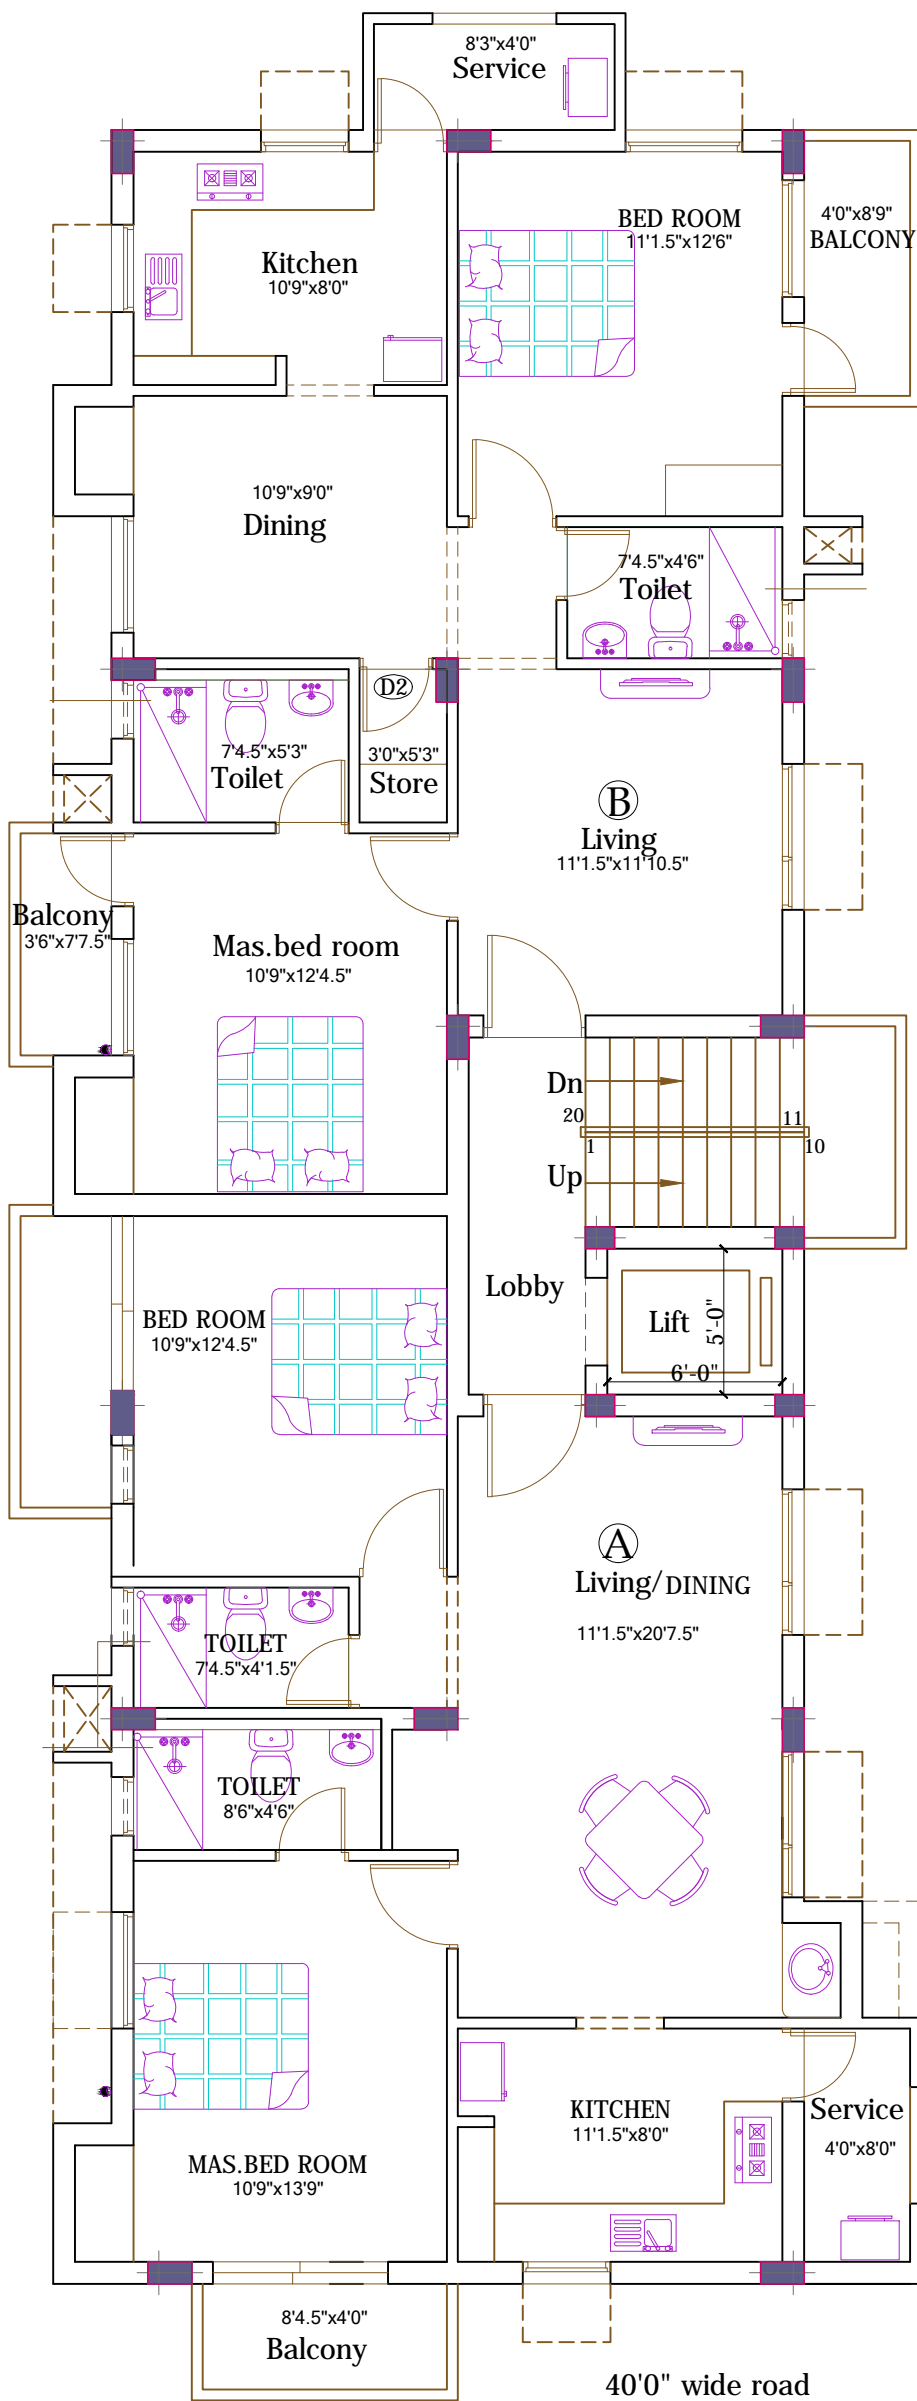 8'3"x4'0"
Service
BED ROOM
11'1.5"x12'6"
4'0"x8'9"
BALCONY
Kitchen
10'9"x8'0"
10'9"x9'0"
Dining
7'4.5"x4'6"
Toilet
D2
7'4.5"x5'3"
Toilet
3'0"x5'3"
Store
B
Living
11'1.5"x11'10.5"
Balcony
3'6"x7'7.5"
Mas.bed room
10'9"x12'4.5"
Dn
20
11
1
10
Up
Lobby
Lift
5'-0"
6'-0"
BED ROOM
10'9"x12'4.5"
A
Living/DINING
11'1.5"x20'7.5"
TOILET
7'4.5"x4'1.5"
TOILET
8'6"x4'6"
KITCHEN
11'1.5"x8'0"
Service
4'0"x8'0"
MAS.BED ROOM
10'9"x13'9"
8'4.5"x4'0"
Balcony
40'0" wide road